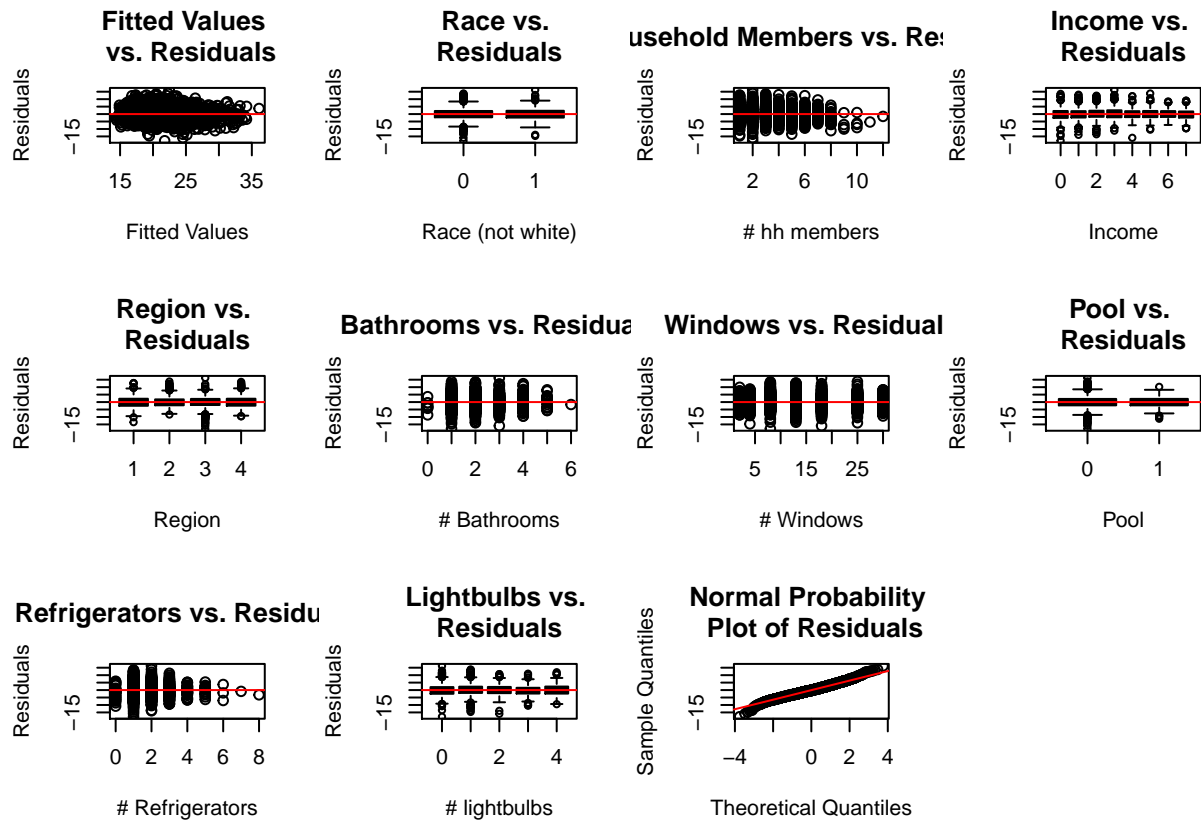 Fitted Values
vs. Residuals
Residuals
−15
15 25 35
Fitted Values
Race vs.
Residuals
0 1
Race (not white)
usehold Members vs. Res
Residuals
−15
2 6 10
# hh members
Income vs.
Residuals
Residuals
−15
0 2 4 6
Income
Region vs.
Residuals
Residuals
−15
1 2 3 4
Region
Bathrooms vs. Residua
Residuals
−15
0 2 4 6
# Bathrooms
Windows vs. Residual
Residuals
−15
5 15 25
# Windows
Pool vs.
Residuals
Residuals
−15
0 1
Pool
Refrigerators vs. Residu
Residuals
−15
0 2 4 6 8
# Refrigerators
Lightbulbs vs.
Residuals
Residuals
−15
0 2 4
# lightbulbs
Normal Probability
Plot of Residuals
Sample Quantiles
−15
−4 0 2 4
Theoretical Quantiles
Residuals
−15